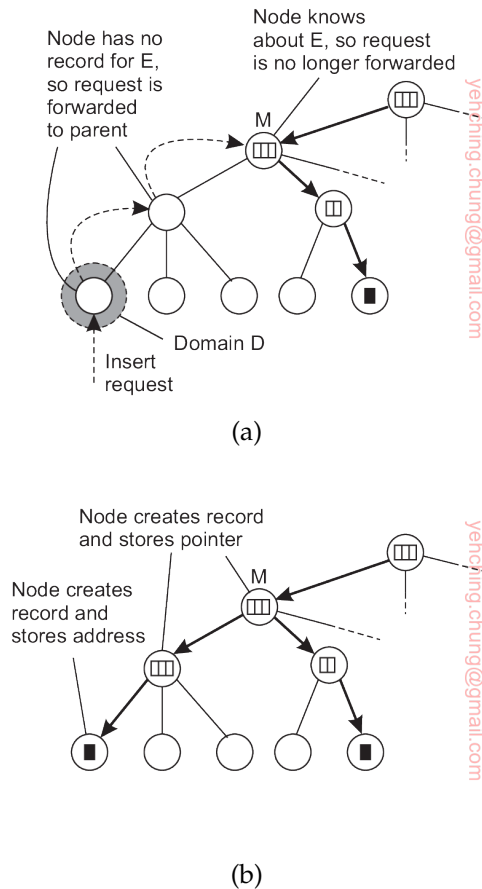 Node has no
record for E,
so request is
forwarded
to parent
Node knows
about E, so request
is no longer forwarded
M
Domain D
Insert
request
yehching.chung@gmail.com
(a)
Node creates record
and stores pointer
Node creates
record and
stores address
M
yehching.chung@gmail.com
(b)